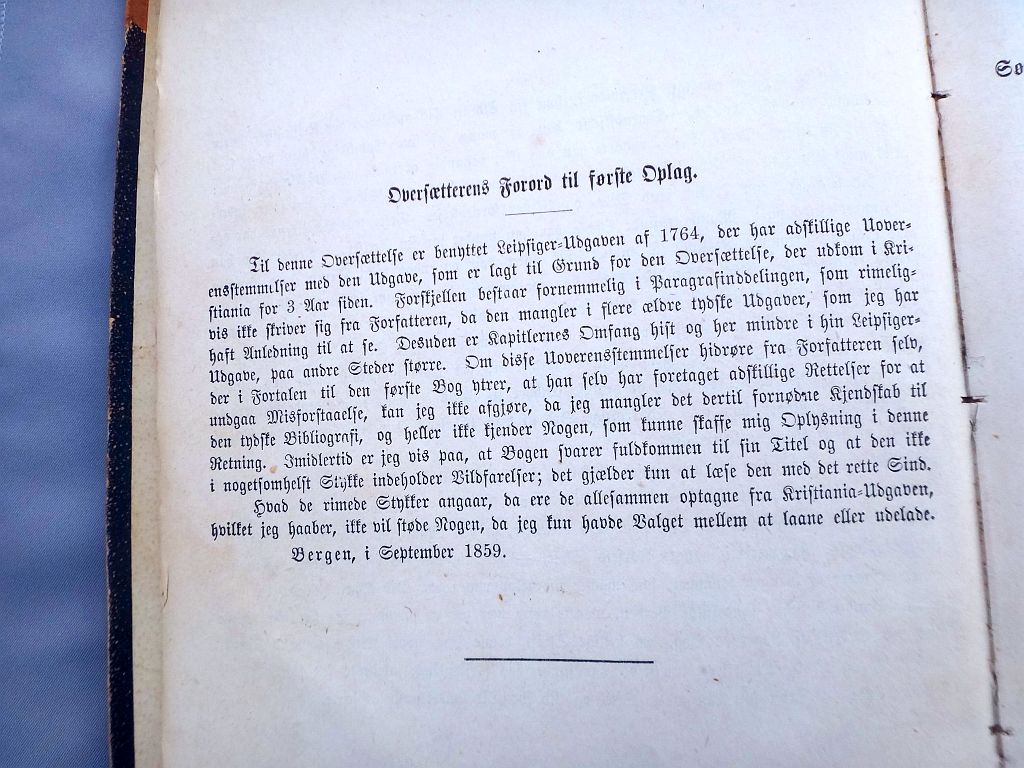 Oversætterens Forord til første Oplag.
Til denne Oversættelse er benyttet Leipsiger-Udgaven af 1764, der har adskillige Uover-
ensstemmelser med den Udgave, som er lagt til Grund for den Oversættelse, der udkom i Kri-
stiania for 3 Aar siden. Forskjellen bestaar fornemmelig i Paragrafinddelingen, som rimelig-
vis ikke skriver sig fra Forfatteren, da den mangler i flere ældre tydske Udgaver, som jeg har
haft Anledning til at se. Desuden er Kapitlernes Omfang hist og her mindre i hin Leipsiger-
Udgave, paa andre Steder større. Om disse Uoverensstemmelser hidrøre fra Forfatteren selv,
der i Fortalen til den første Bog ytrer, at han selv har foretaget adskillige Rettelser for at
undgaa Misforstaaelse, kan jeg ikke afgjøre, da jeg mangler det dertil fornødne Kjendskab til
den tydske Bibliografi, og heller ikke kjender Nogen, som kunne skaffe mig Oplysning i denne
Retning. Imidlertid er jeg vis paa, at Bogen svarer fuldkommen til sin Titel og at den ikke
i nogetsomhelst Stykke indeholder Vildfarelser; det gjælder kun at læse den med det rette Sind.
Hvad de rimede Stykker angaar, da ere de allesammen optagne fra Kristiania-Udgaven,
hvilket jeg haaber, ikke vil støde Nogen, da jeg kun havde Valget mellem at laane eller udelade.
Bergen, i September 1859.
So